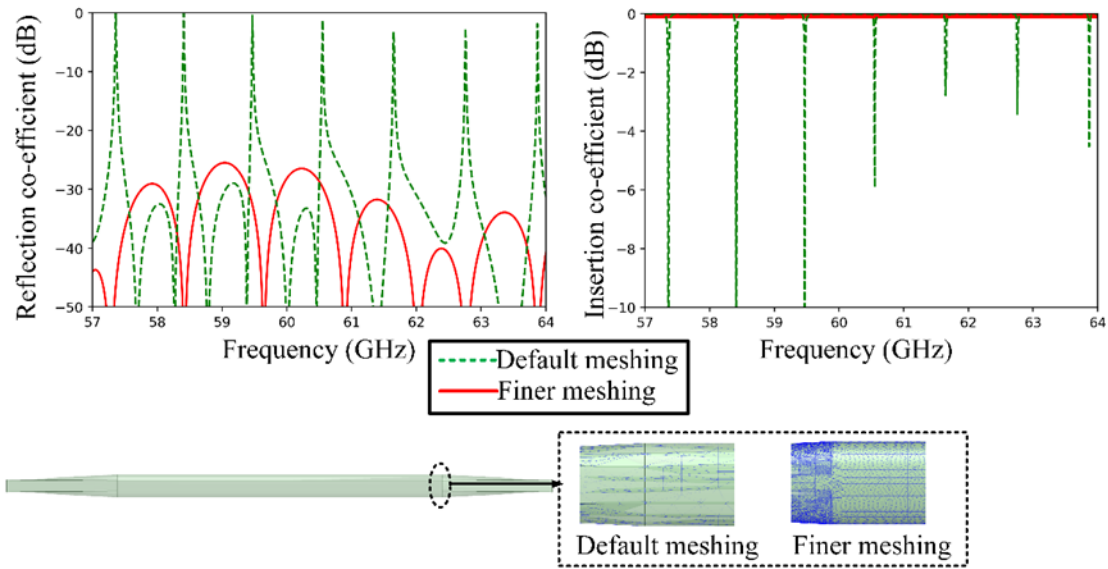 Reflection co-efficient (dB)
0
−10
−20
−30
−40
−50
57 58 59 60 61 62 63 64
Frequency (GHz)
Insertion co-efficient (dB)
0
−2
−4
−6
−8
−10
57 58 59 60 61 62 63 64
Frequency (GHz)
Default meshing
Finer meshing
Default meshing
Finer meshing